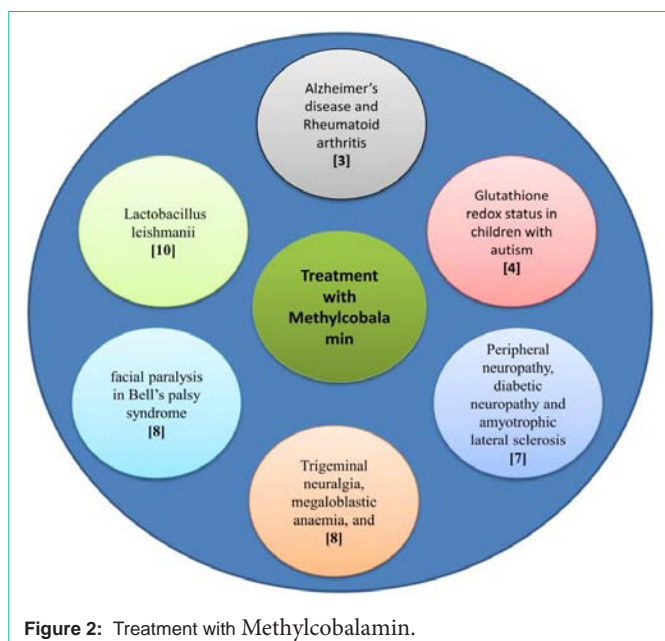 Alzheimer's
disease and
Rheumatoid
arthritis
[3]
Glutathione
redox status in
children with
autism
[4]
Peripheral
neuropathy,
diabetic
neuropathy and
amyotrophic
lateral sclerosis
[7]
Trigeminal
neuralgia,
megaloblastic
anaemia, and
[8]
facial paralysis
in Bell's palsy
syndrome
[8]
Lactobacillus
leishmanii
[10]
Treatment
with
Methylcobala
min
Figure 2: Treatment with Methylcobalamin.